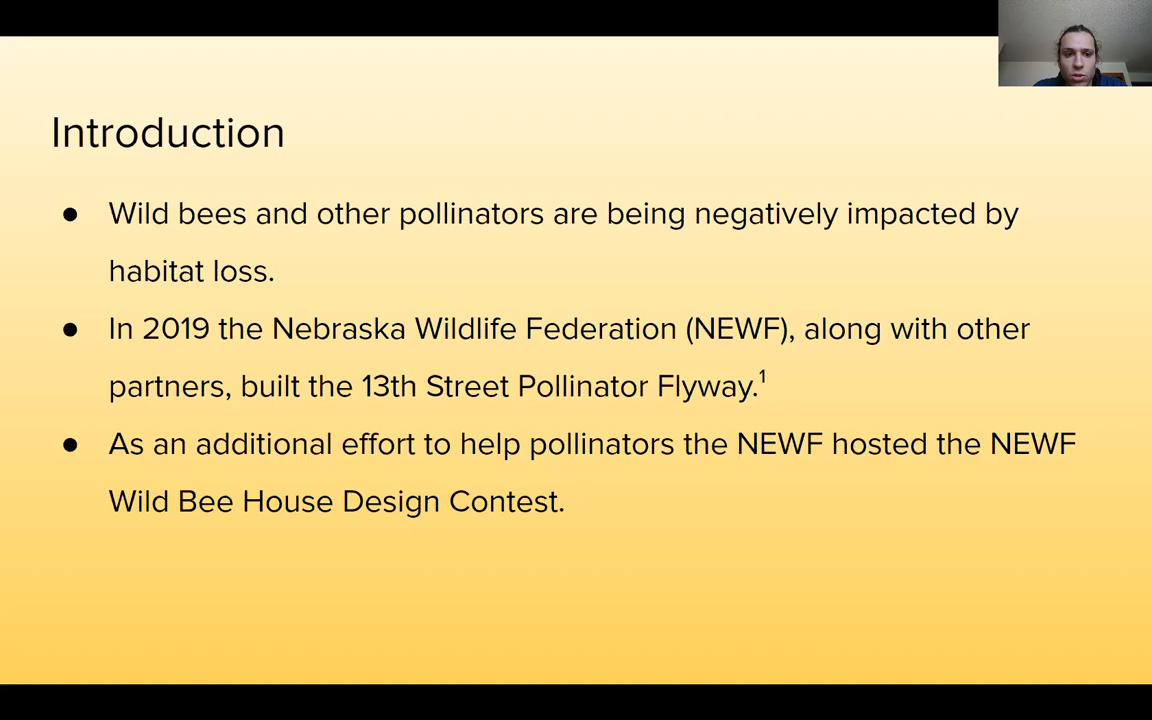 Introduction
● Wild bees and other pollinators are being negatively impacted by
habitat loss.
● In 2019 the Nebraska Wildlife Federation (NEWF), along with other
partners, built the 13th Street Pollinator Flyway.¹
● As an additional effort to help pollinators the NEWF hosted the NEWF
Wild Bee House Design Contest.